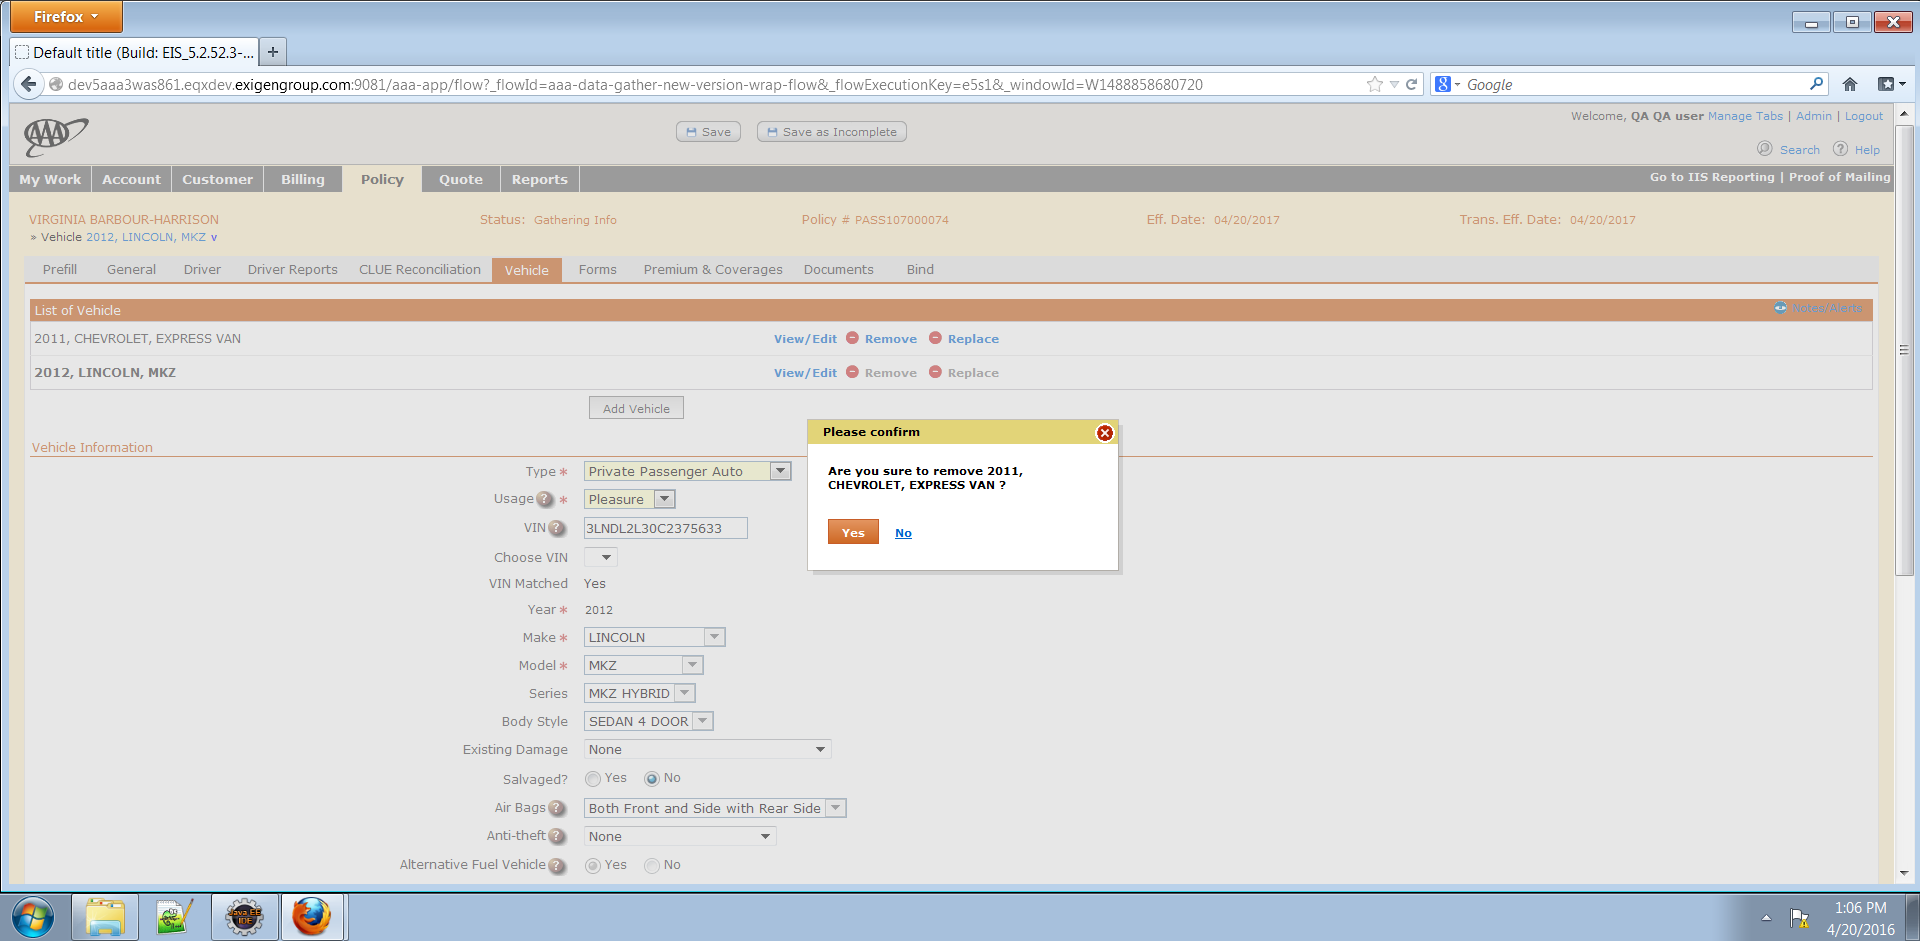 Firefox
Default title (Build: EIS_5.2.52.3-...
dev5aaa3was861.eqxdev.exigengroup.com:9081/aaa-app/flow?_flowId=aaa-data-gather-new-version-wrap-flow&_flowExecutionKey=e5s1&_windowId=W1488858680720
Google
AAA
Save
Save as Incomplete
Welcome, QA QA user Manage Tabs | Admin | Logout
Search
Help
My Work
Account
Customer
Billing
Policy
Quote
Reports
Go to IIS Reporting | Proof of Mailing
VIRGINIA BARBOUR-HARRISON
Status: Gathering Info
Policy # PASS107000074
Eff. Date: 04/20/2017
Trans. Eff. Date: 04/20/2017
» Vehicle 2012, LINCOLN, MKZ v
Prefill
General
Driver
Driver Reports
CLUE Reconciliation
Vehicle
Forms
Premium & Coverages
Documents
Bind
List of Vehicle
Notes/Alerts
2011, CHEVROLET, EXPRESS VAN
View/Edit
Remove
Replace
2012, LINCOLN, MKZ
View/Edit
Remove
Replace
Add Vehicle
Please confirm
Are you sure to remove 2011,
CHEVROLET, EXPRESS VAN ?
Yes
No
Vehicle Information
Type * Private Passenger Auto
Usage ? * Pleasure
VIN ? 3LNDL2L30C2375633
Choose VIN
VIN Matched Yes
Year * 2012
Make * LINCOLN
Model * MKZ
Series MKZ HYBRID
Body Style SEDAN 4 DOOR
Existing Damage None
Salvaged? Yes No
Air Bags ? Both Front and Side with Rear Side
Anti-theft ? None
Alternative Fuel Vehicle ? Yes No
Java EE
IDE
1:06 PM
4/20/2016